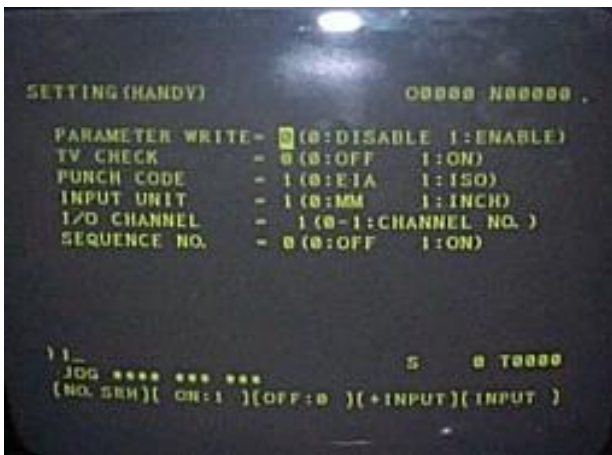 SETTING(HANDY) O0000 N00000
PARAMETER WRITE= 0(0:DISABLE 1:ENABLE)
TV CHECK = 0(0:OFF 1:ON)
PUNCH CODE = 1(0:EIA 1:ISO)
INPUT UNIT = 1(0:MM 1:INCH)
I/O CHANNEL = 1(0-1:CHANNEL NO.)
SEQUENCE NO. = 0(0:OFF 1:ON)
)1_
S 0 T0000
JOG **** *** ***
(NO.SRH)[ ON:1 ][OFF:0 ][+INPUT][INPUT )